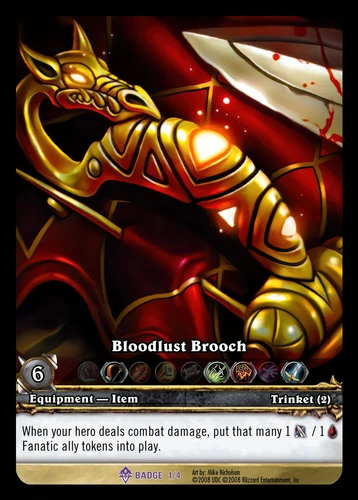 Bloodlust Brooch
6
Equipment — Item Trinket (2)
When your hero deals combat damage, put that many 1 / 1
Fanatic ally tokens into play.
BADGE 1/4
Art by: Mike Nicholson
©2008 UDC ©2008 Blizzard Entertainment, Inc